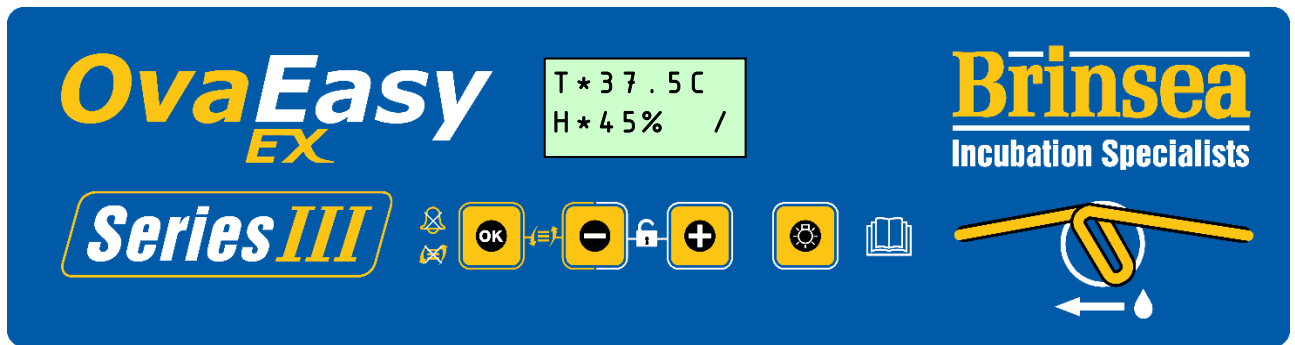 OvaEasy
EX
T*37.5C
H*45% /
Brinsea
Incubation Specialists
Series III
OK